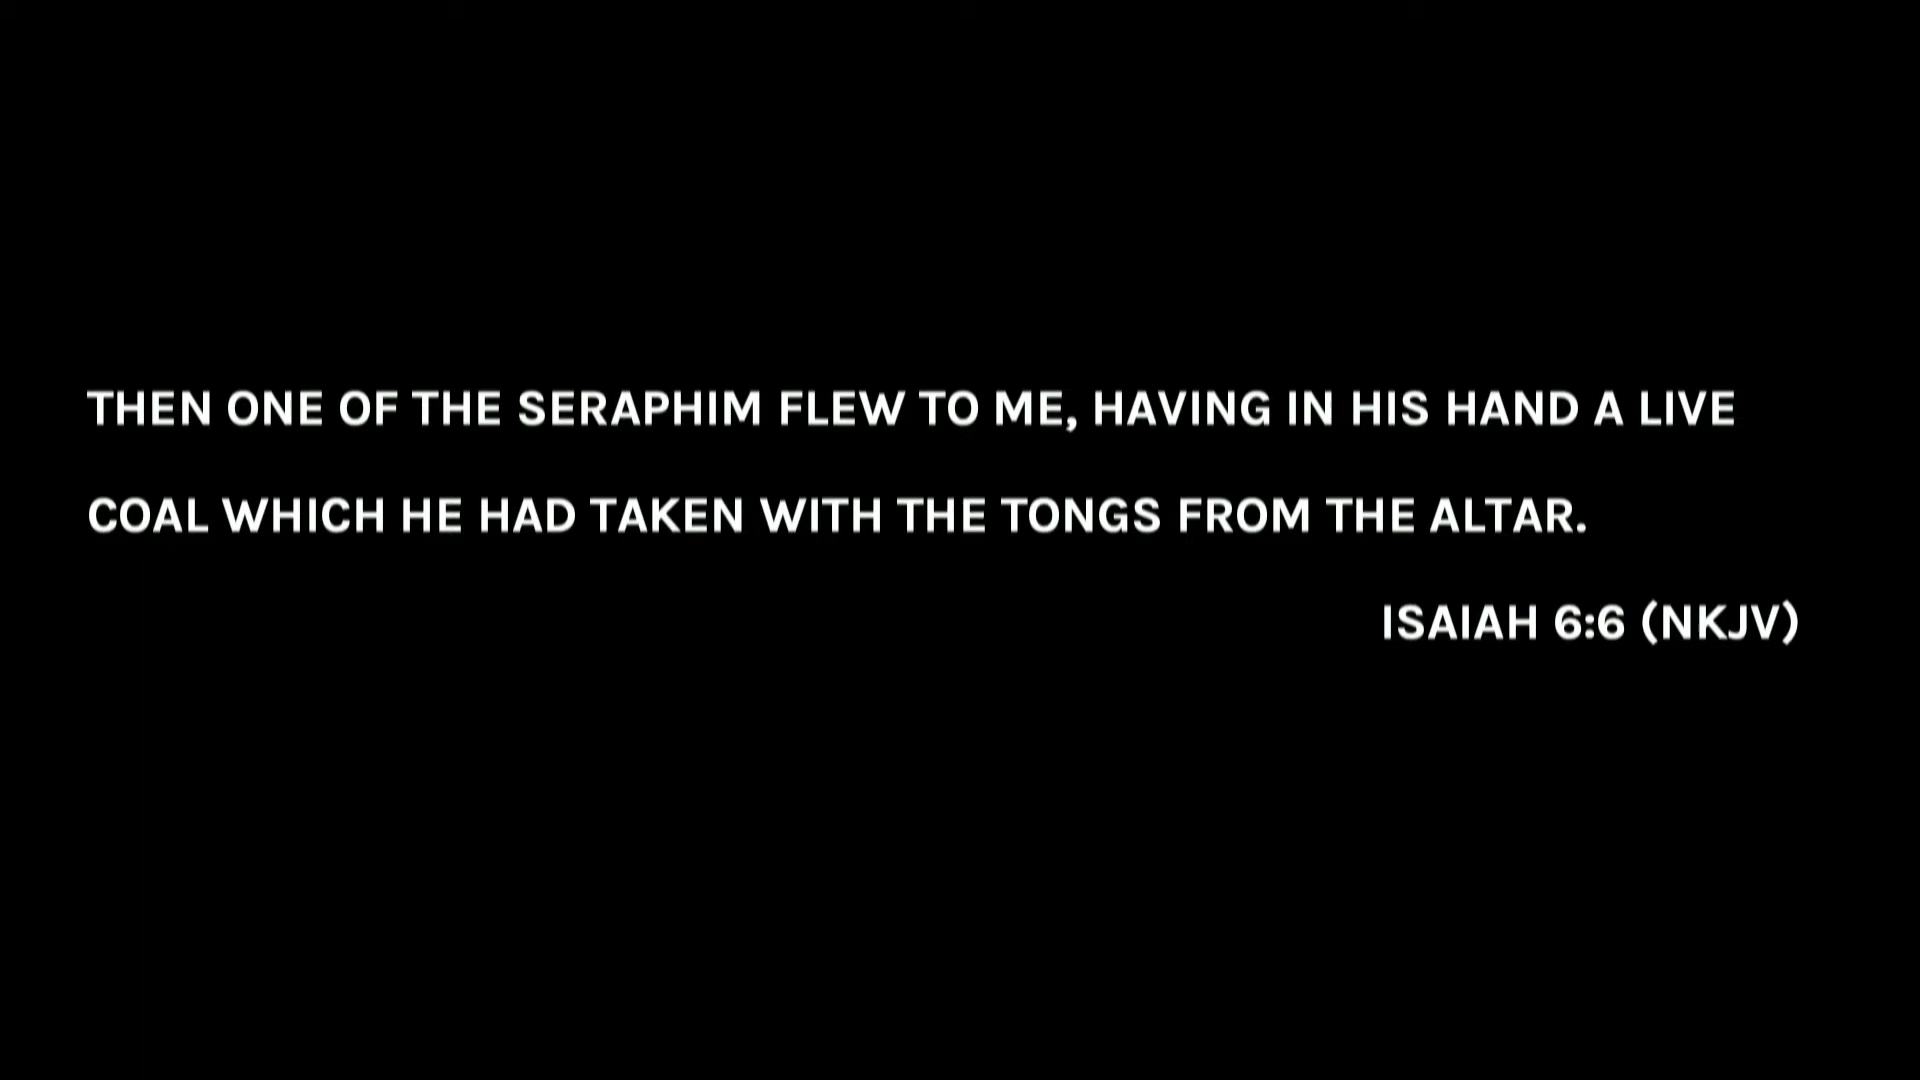 THEN ONE OF THE SERAPHIM FLEW TO ME, HAVING IN HIS HAND A LIVE
COAL WHICH HE HAD TAKEN WITH THE TONGS FROM THE ALTAR.
ISAIAH 6:6 (NKJV)